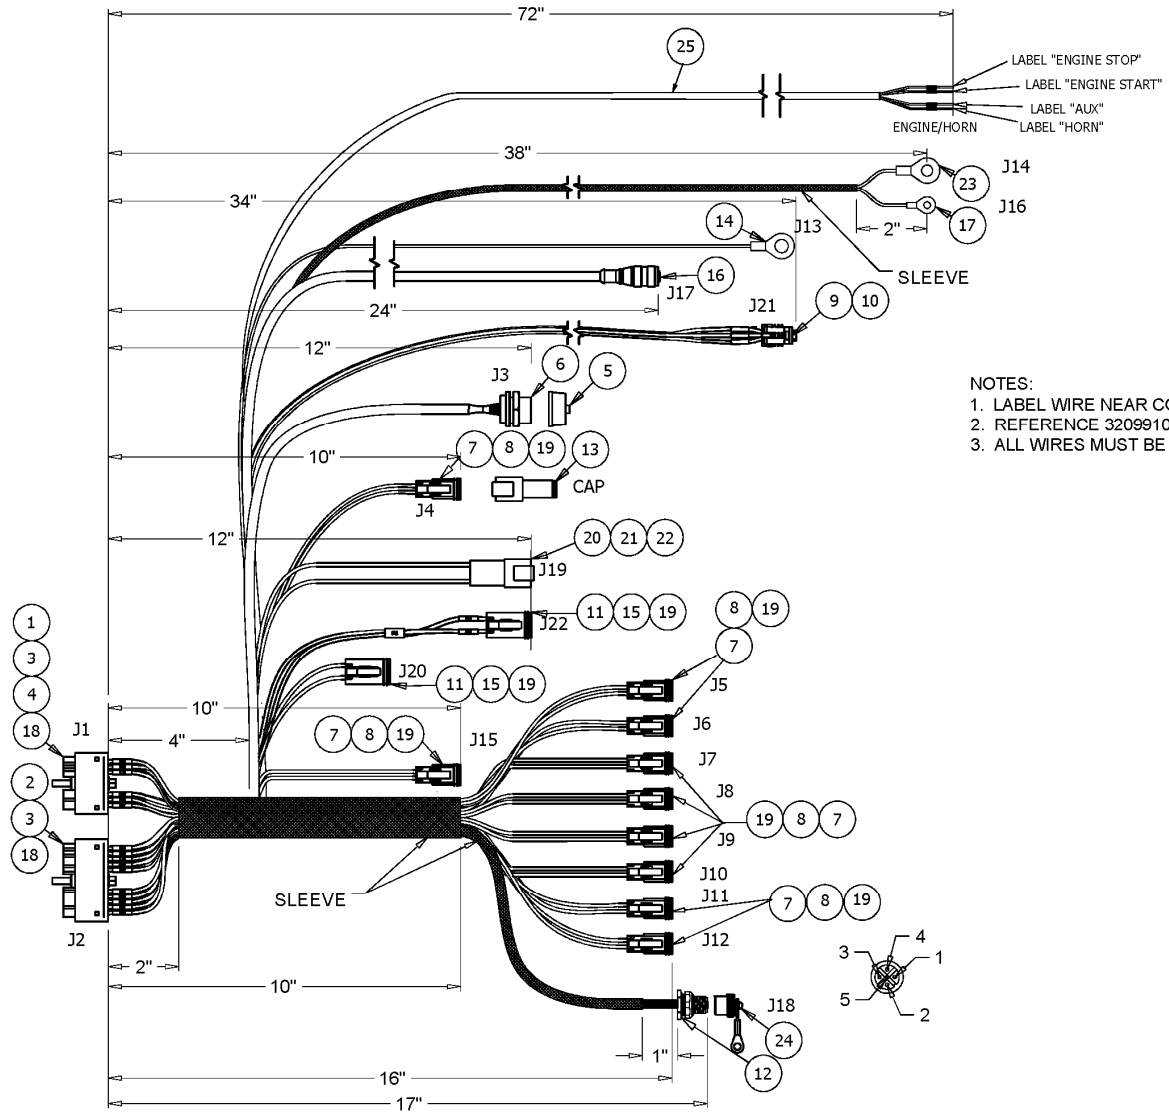 72"
25
LABEL "ENGINE STOP"
LABEL "ENGINE START"
LABEL "AUX"
ENGINE/HORN LABEL "HORN"
38"
J14
23
34"
J16
14 J13
2" 17
SLEEVE
16
J17
24"
J21 9 10
12"
J3 6 5
NOTES:
1. LABEL WIRE NEAR
2. REFERENCE 3209910
3. ALL WIRES MUST BE
7 8 19 13
10"
CAP
J4
12"
20 21 22
J19
11 15 19
J22
8 19
7
1
3
4
18
J20
11 15 19
J5
10"
J1
4"
7 8 19
J15
J6
J7
2
3
18
J8
19 8 7
J9
J10
SLEEVE
J11
7 8 19
J2
J12
4
3
1
5
2
2"
10"
J18
24
1"
12
16"
17"